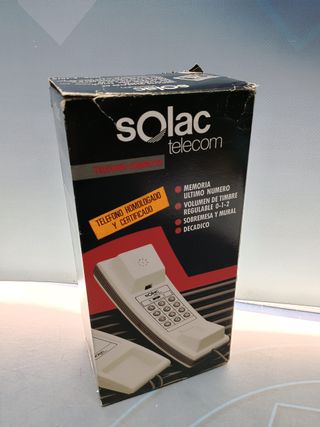 solac
telecom
TELEFONO HOMOLOGADO
Y CERTIFICADO
• MEMORIA
ULTIMO NUMERO
• VOLUMEN DE TIMBRE
REGULABLE 0-1-2
• SOBREMESA Y MURAL
• DECADICO
solac